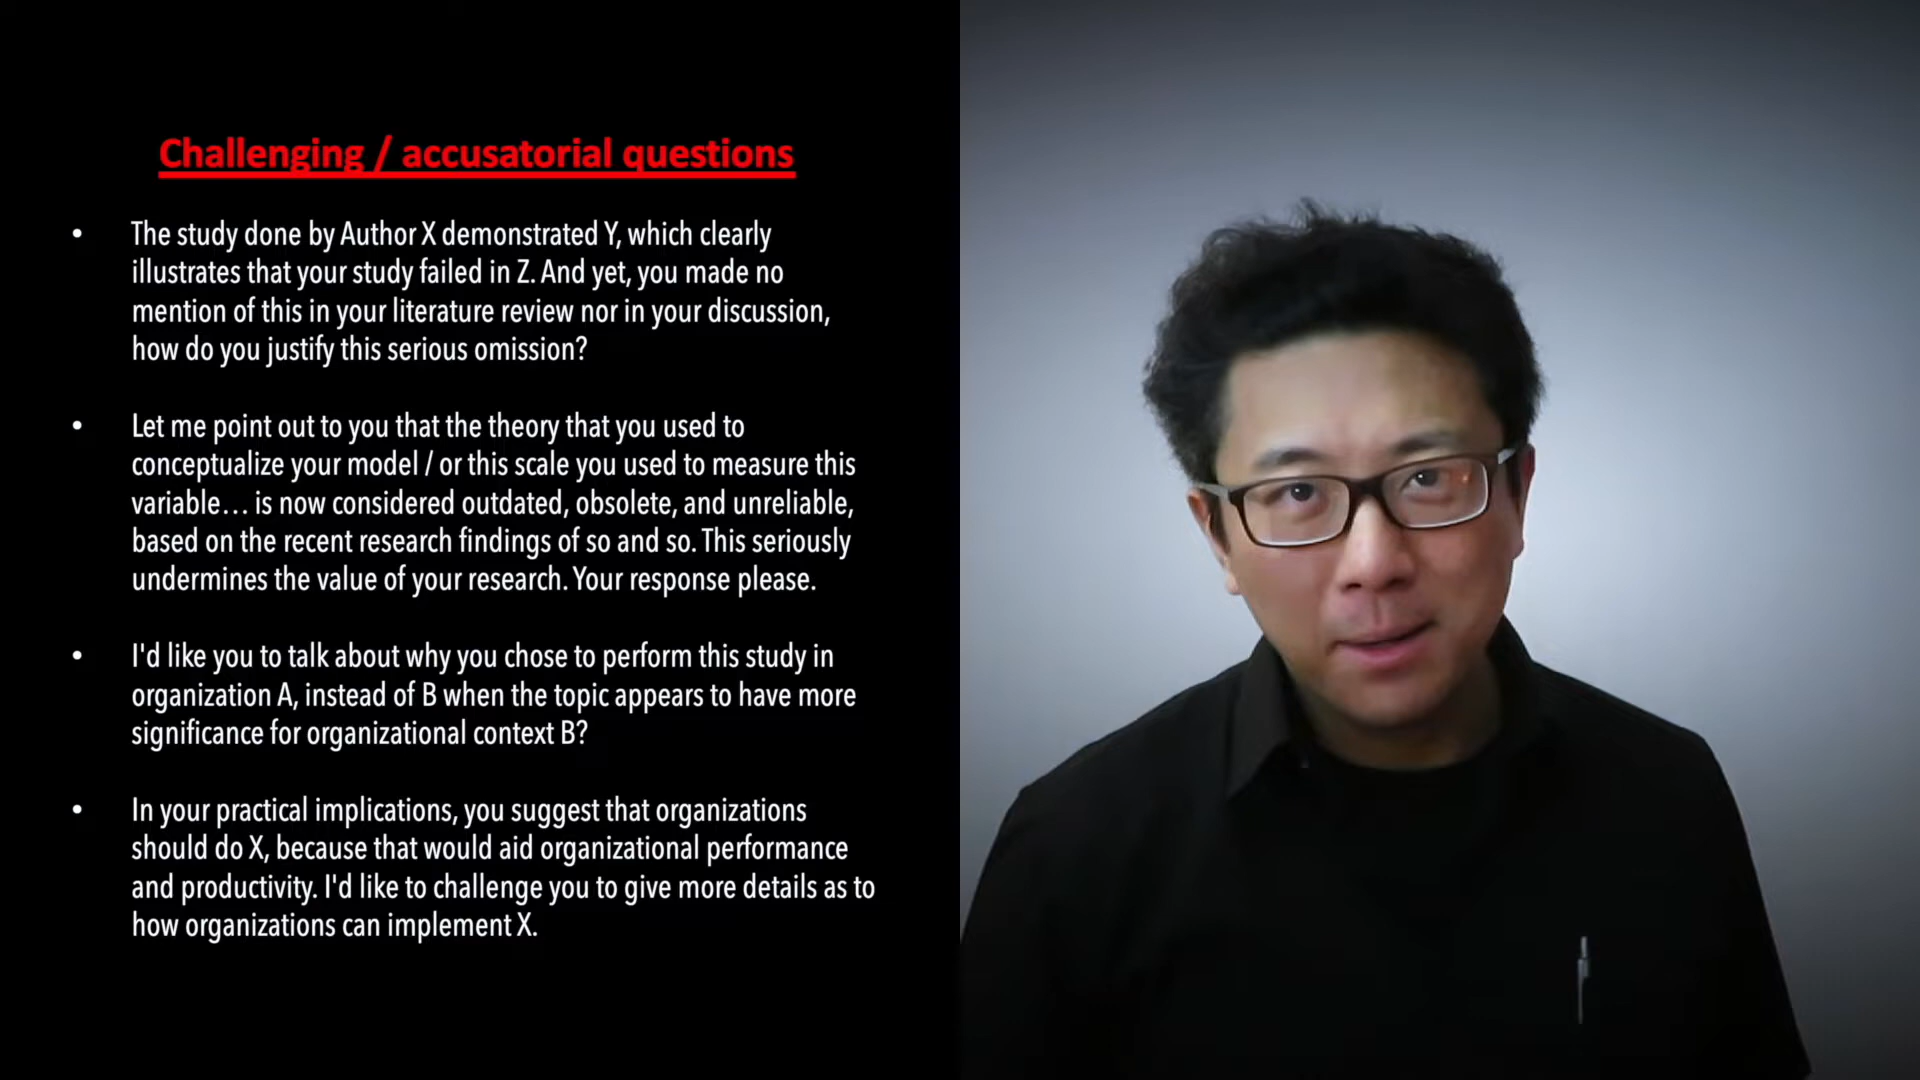 Challenging / accusatorial questions
• The study done by Author X demonstrated Y, which clearly
illustrates that your study failed in Z. And yet, you made no
mention of this in your literature review nor in your discussion,
how do you justify this serious omission?
• Let me point out to you that the theory that you used to
conceptualize your model / or this scale you used to measure this
variable… is now considered outdated, obsolete, and unreliable,
based on the recent research findings of so and so. This seriously
undermines the value of your research. Your response please.
• I'd like you to talk about why you chose to perform this study in
organization A, instead of B when the topic appears to have more
significance for organizational context B?
• In your practical implications, you suggest that organizations
should do X, because that would aid organizational performance
and productivity. I'd like to challenge you to give more details as to
how organizations can implement X.